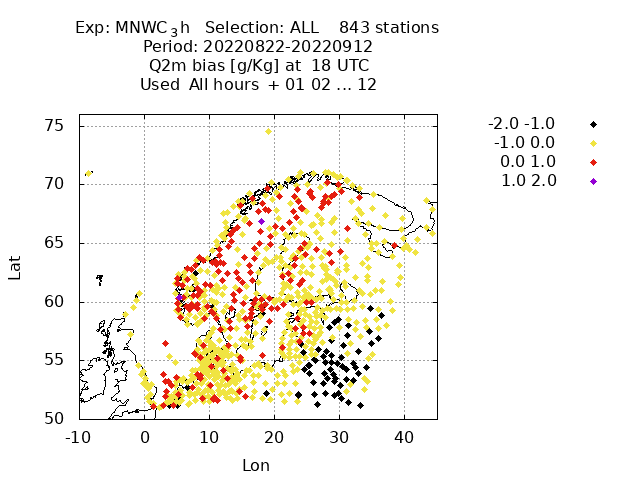 Exp: MNWC_3h Selection: ALL 843 stations
Period: 20220822-20220912
Q2m bias [g/Kg] at 18 UTC
Used All hours + 01 02 ... 12
-2.0 -1.0
-1.0 0.0
0.0 1.0
1.0 2.0
75
70
65
60
55
50
Lat
-10 0 10 20 30 40
Lon